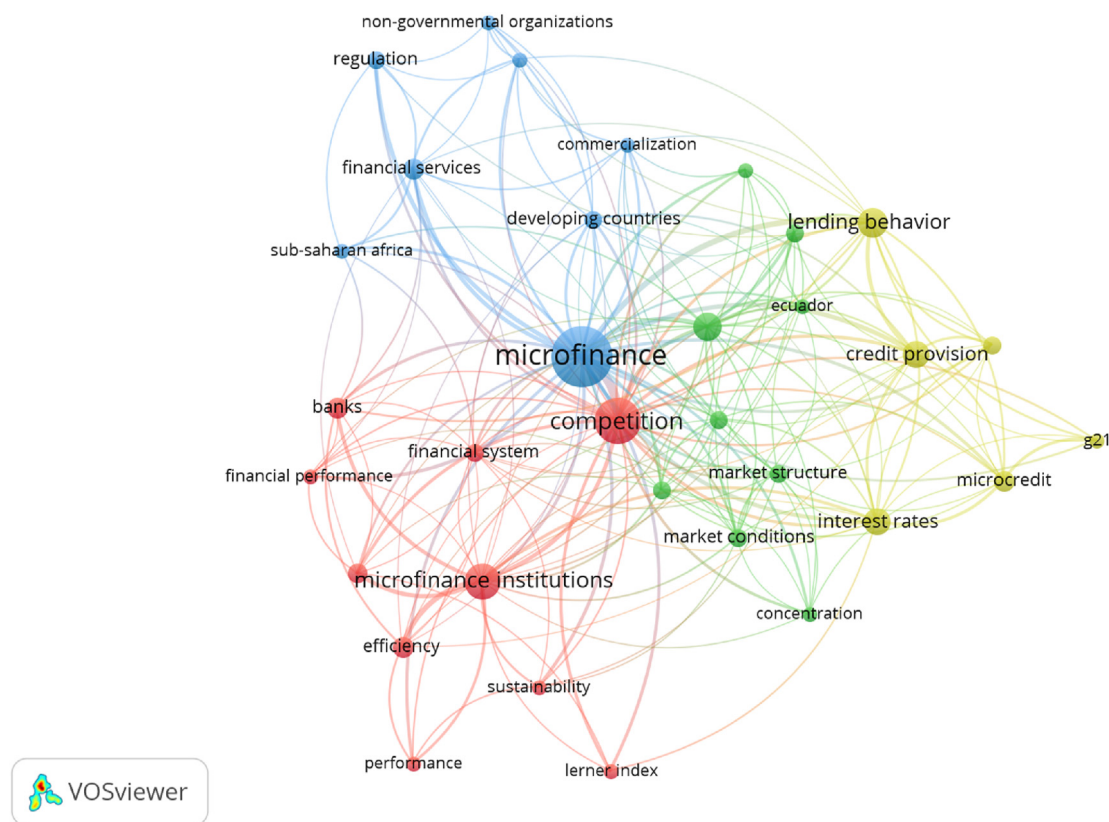 non-governmental organizations
regulation
commercialization
financial services
developing countries
lending behavior
sub-saharan africa
ecuador
microfinance
credit provision
banks
competition
g21
financial system
financial performance
market structure
microcredit
interest rates
market conditions
microfinance institutions
concentration
efficiency
sustainability
performance
lerner index
VOSviewer